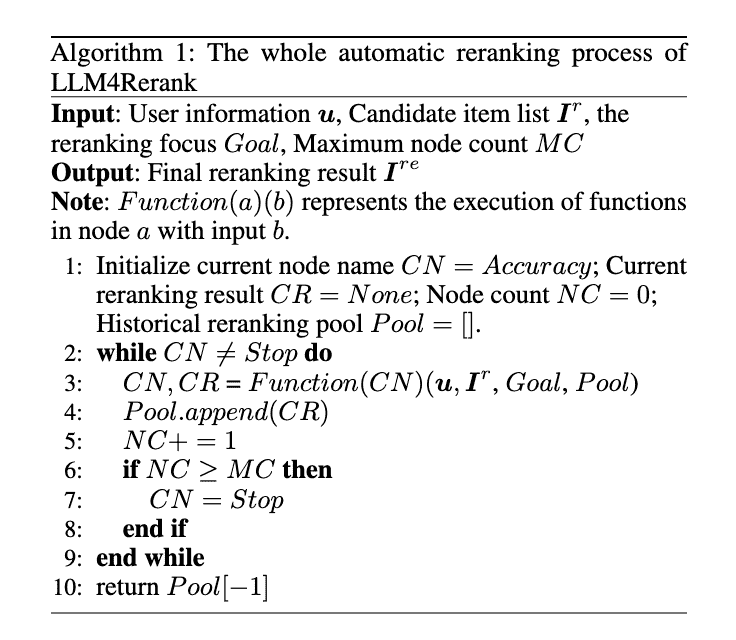 Algorithm 1: The whole automatic reranking process of
LLM4Rerank
Input: User information u, Candidate item list I^r, the
reranking focus Goal, Maximum node count MC
Output: Final reranking result I^re
Note: Function(a)(b) represents the execution of functions
in node a with input b.
1: Initialize current node name CN = Accuracy; Current
reranking result CR = None; Node count NC = 0;
Historical reranking pool Pool = [].
2: while CN ≠ Stop do
3: CN, CR = Function(CN)(u, I^r, Goal, Pool)
4: Pool.append(CR)
5: NC+ = 1
6: if NC ≥ MC then
7: CN = Stop
8: end if
9: end while
10: return Pool[−1]